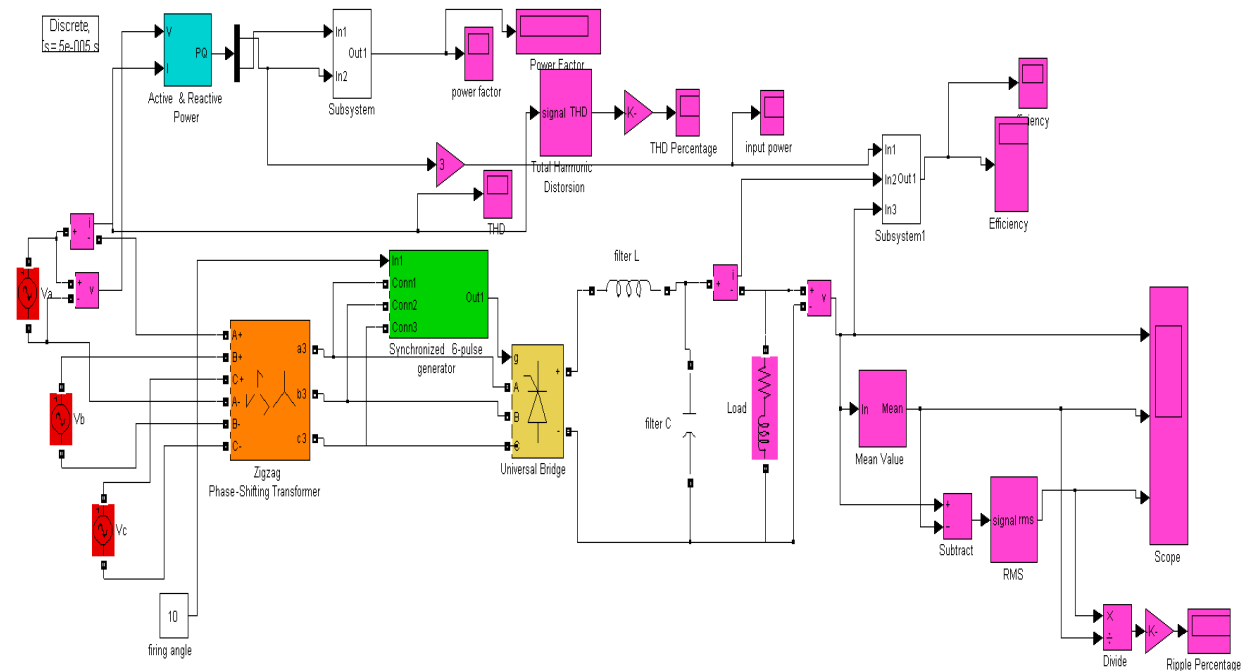 Discrete,
Ts = 5e-005 s
V
I
PQ
Active & Reactive
Power
In1
In2
Out1
Subsystem
power factor
Power Factor
signal THD
Total Harmonic
Distorsion
-K-
THD Percentage
input power
3
THD
In1
In2
In3
Out1
Subsystem1
Efficiency
i
+
-
+
-
v
Va
Vb
Vc
A+
B+
C+
A-
B-
C-
a3
b3
c3
Zigzag
Phase-Shifting Transformer
In1
Conn1
Conn2
Conn3
Out1
Synchronized 6-pulse
generator
g
A
B
C
+
-
Universal Bridge
filter L
filter C
i
+
-
Load
+
-
v
In
Mean
Mean Value
+
−
Subtract
signal rms
RMS
Scope
×
÷
Divide
-K-
Ripple Percentage
10
firing angle